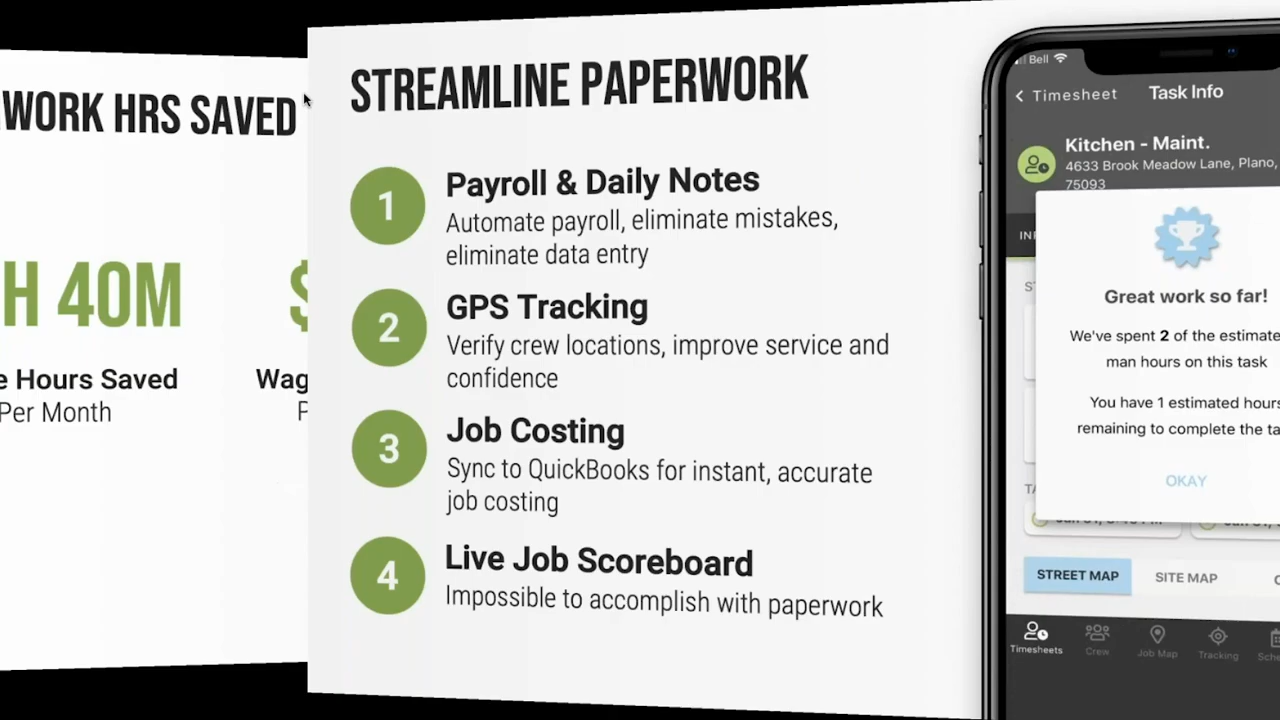 WORK HRS SAVED
H 40M
$
Hours Saved
Per Month
STREAMLINE PAPERWORK
1
Payroll & Daily Notes
Automate payroll, eliminate mistakes,
eliminate data entry
2
GPS Tracking
Verify crew locations, improve service and
confidence
3
Job Costing
Sync to QuickBooks for instant, accurate
job costing
4
Live Job Scoreboard
Impossible to accomplish with paperwork
Bell
Timesheet
Task Info
Kitchen - Maint.
4633 Brook Meadow Lane, Plano,
75093
Great work so far!
We've spent 2 of the
man hours on this task
You have 1 estimated hours
remaining to complete the
OKAY
STREET MAP
SITE MAP
Timesheets
Crew
Job Map
Tracking